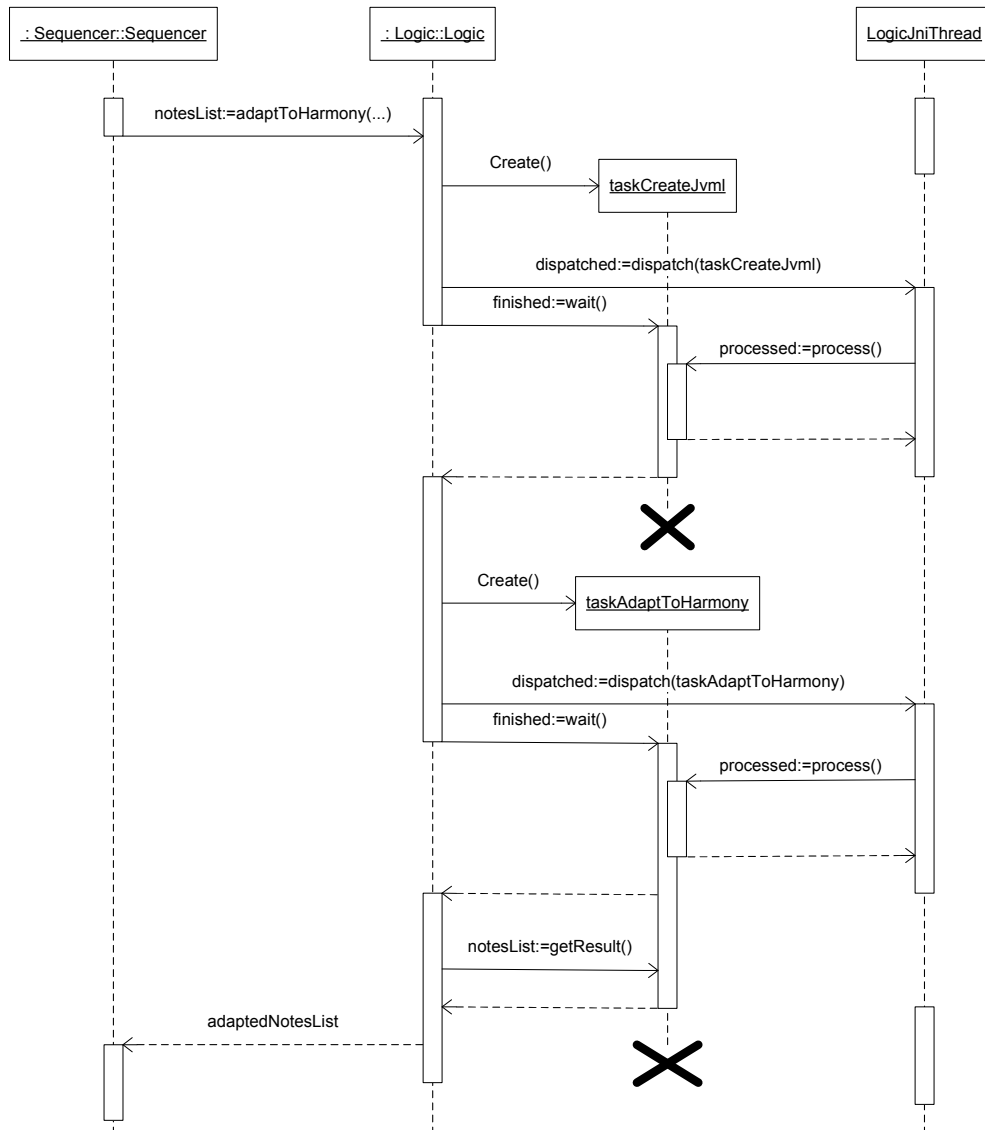 : Sequencer::Sequencer
: Logic::Logic
LogicJniThread
notesList:=adaptToHarmony(...)
Create()
taskCreateJvml
dispatched:=dispatch(taskCreateJvml)
finished:=wait()
processed:=process()
Create()
taskAdaptToHarmony
dispatched:=dispatch(taskAdaptToHarmony)
finished:=wait()
processed:=process()
notesList:=getResult()
adaptedNotesList